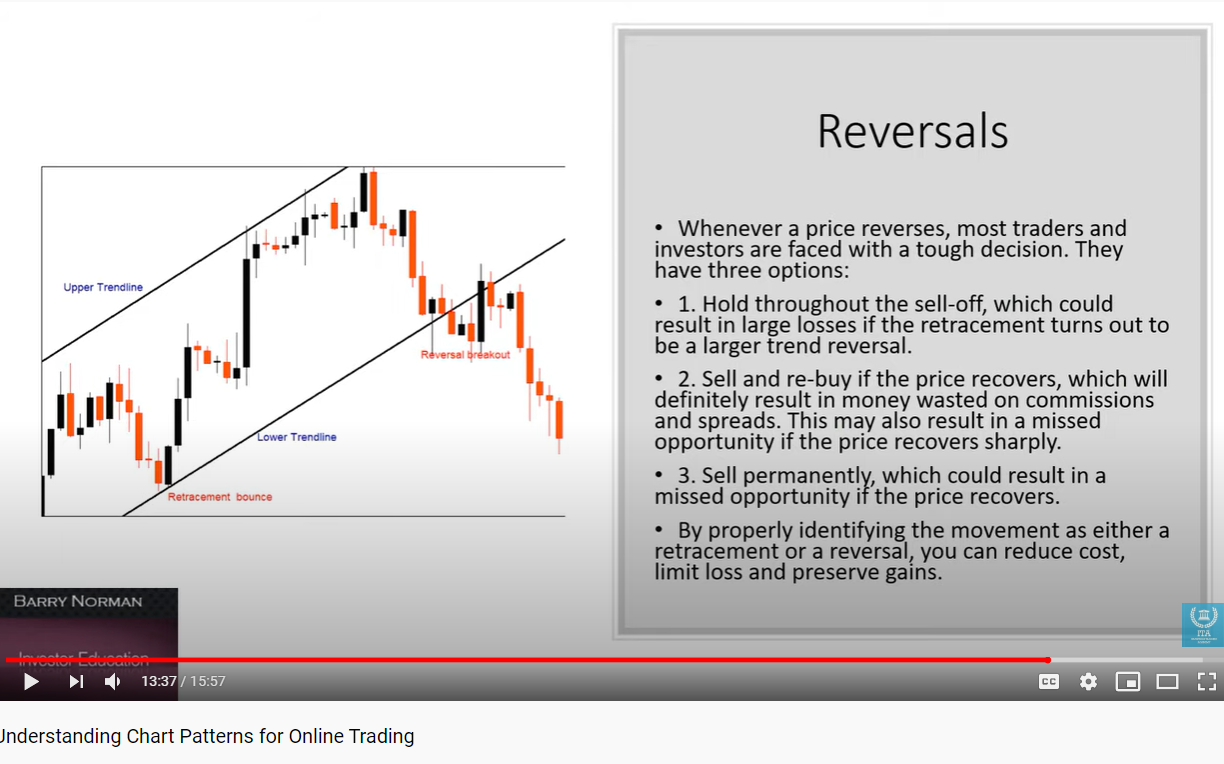 Reversals
• Whenever a price reverses, most traders and
investors are faced with a tough decision. They
have three options:
• 1. Hold throughout the sell-off, which could
result in large losses if the retracement turns out to
be a larger trend reversal.
• 2. Sell and re-buy if the price recovers, which will
definitely result in money wasted on commissions
and spreads. This may also result in a missed
opportunity if the price recovers sharply.
• 3. Sell permanently, which could result in a
missed opportunity if the price recovers.
• By properly identifying the movement as either a
retracement or a reversal, you can reduce cost,
limit loss and preserve gains.
Upper Trendline
Reversal breakout
Lower Trendline
Retracement bounce
BARRY NORMAN
Investor Education
ITA
13:37 / 15:57
CC
Understanding Chart Patterns for Online Trading